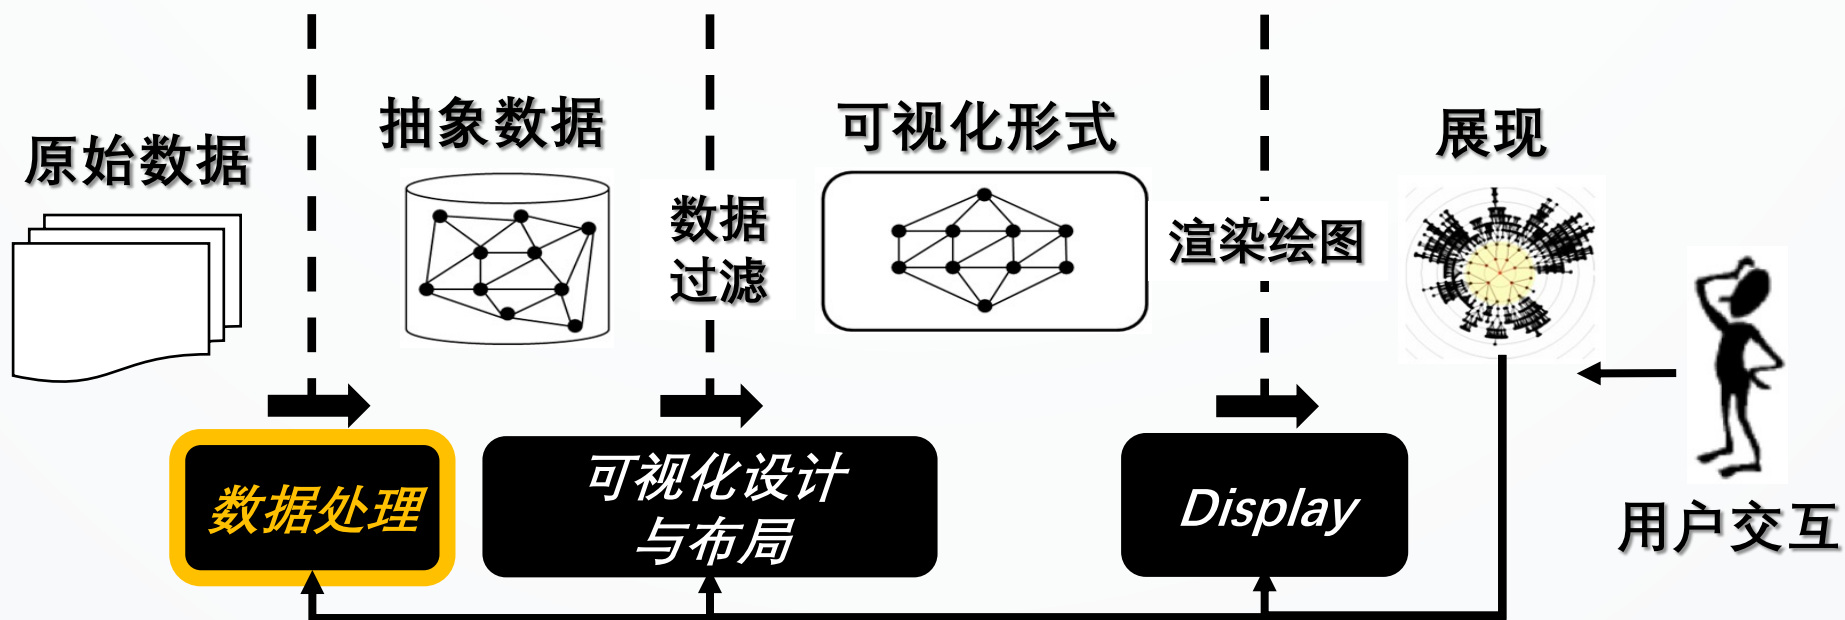 原始数据
抽象数据
数据
过滤
可视化形式
渲染绘图
展现
数据处理
可视化设计
与布局
Display
用户交互